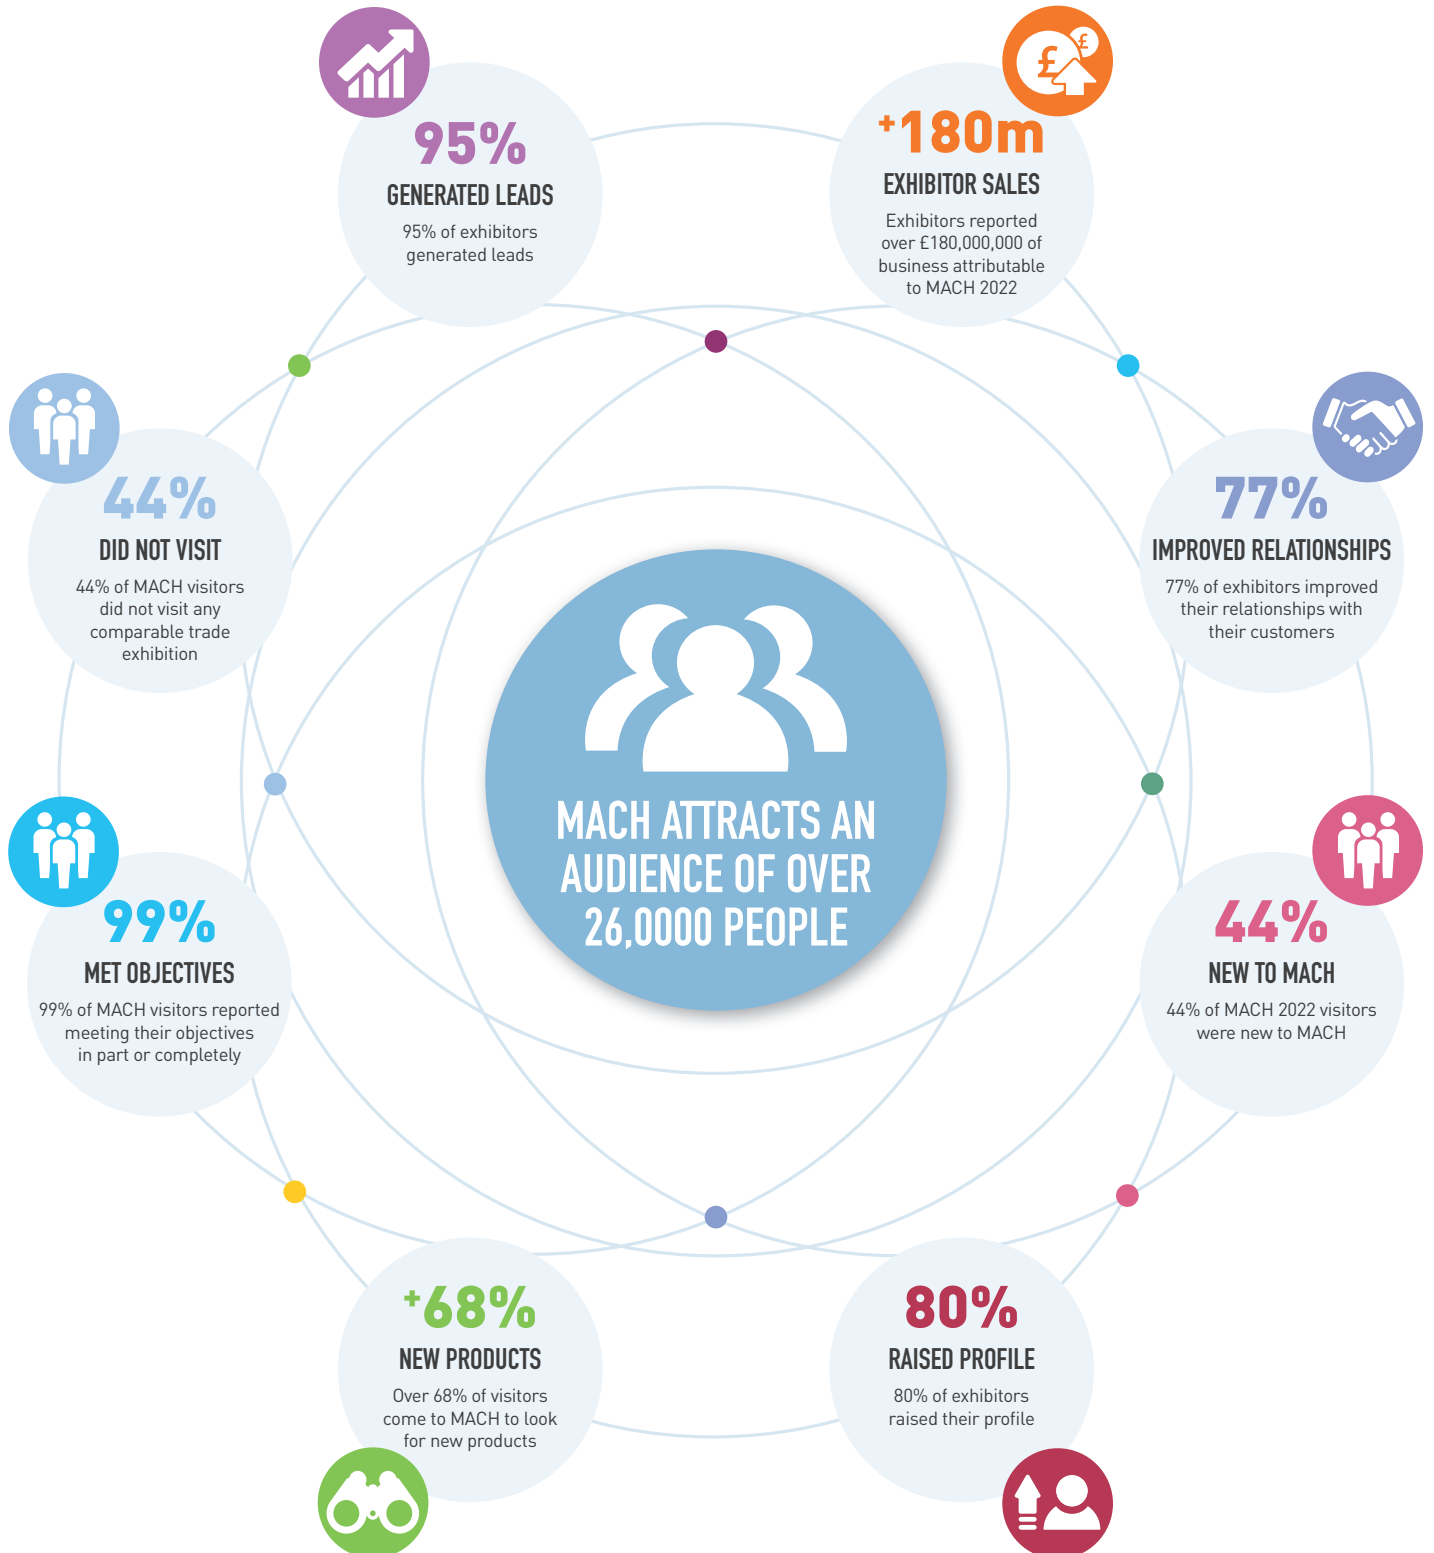 95%
GENERATED LEADS
95% of exhibitors
generated leads
+180m
EXHIBITOR SALES
Exhibitors reported
over £180,000,000 of
business attributable
to MACH 2022
44%
DID NOT VISIT
44% of MACH visitors
did not visit any
comparable trade
exhibition
77%
IMPROVED RELATIONSHIPS
77% of exhibitors improved
their relationships with
their customers
MACH ATTRACTS AN
AUDIENCE OF OVER
26,0000 PEOPLE
99%
MET OBJECTIVES
99% of MACH visitors reported
meeting their objectives
in part or completely
44%
NEW TO MACH
44% of MACH 2022 visitors
were new to MACH
+68%
NEW PRODUCTS
Over 68% of visitors
come to MACH to look
for new products
80%
RAISED PROFILE
80% of exhibitors
raised their profile